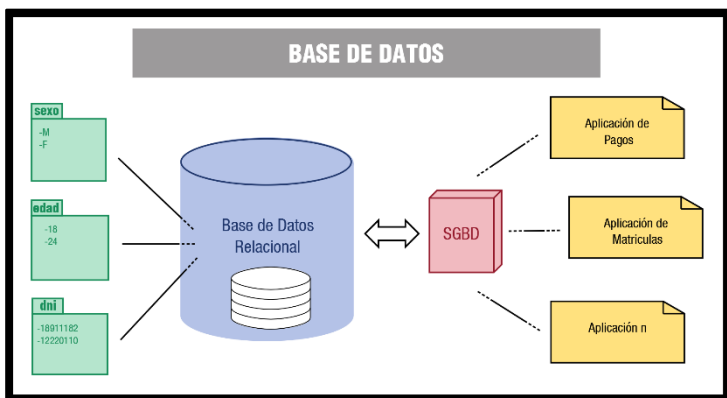 BASE DE DATOS
sexo
-M
-F
edad
-18
-24
dni
-18911182
-12220110
Base de Datos
Relacional
SGBD
Aplicación de
Pagos
Aplicación de
Matriculas
Aplicación n